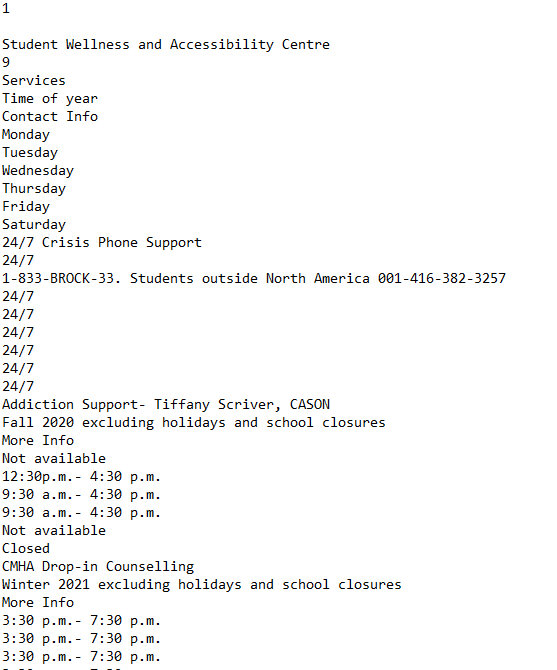 1
Student Wellness and Accessibility Centre
9
Services
Time of year
Contact Info
Monday
Tuesday
Wednesday
Thursday
Friday
Saturday
24/7 Crisis Phone Support
24/7
1-833-BROCK-33. Students outside North America 001-416-382-3257
24/7
24/7
24/7
24/7
24/7
24/7
Addiction Support- Tiffany Scriver, CASON
Fall 2020 excluding holidays and school closures
More Info
Not available
12:30p.m.- 4:30 p.m.
9:30 a.m.- 4:30 p.m.
9:30 a.m.- 4:30 p.m.
Not available
Closed
CMHA Drop-in Counselling
Winter 2021 excluding holidays and school closures
More Info
3:30 p.m.- 7:30 p.m.
3:30 p.m.- 7:30 p.m.
3:30 p.m.- 7:30 p.m.